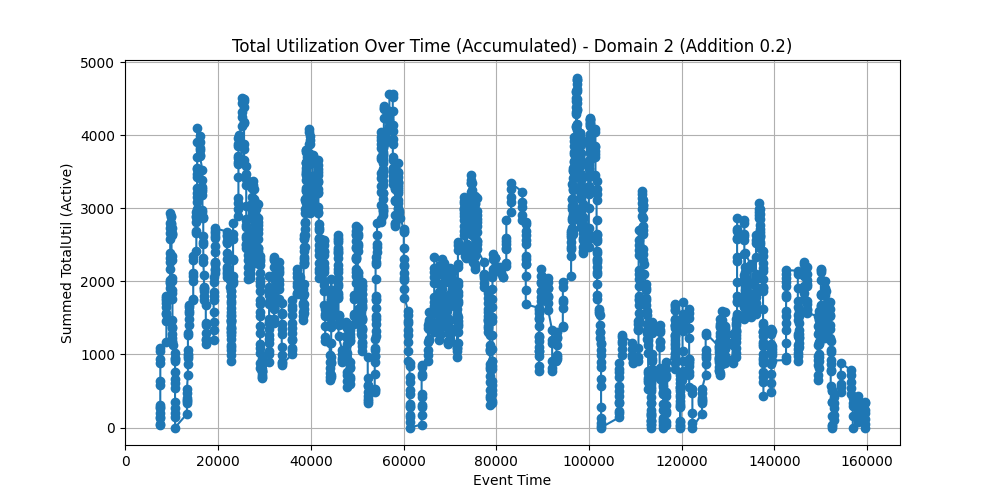 Total Utilization Over Time (Accumulated) - Domain 2 (Addition 0.2)
5000
4000
3000
2000
1000
0
Summed TotalUtil (Active)
0 20000 40000 60000 80000 100000 120000 140000 160000
Event Time